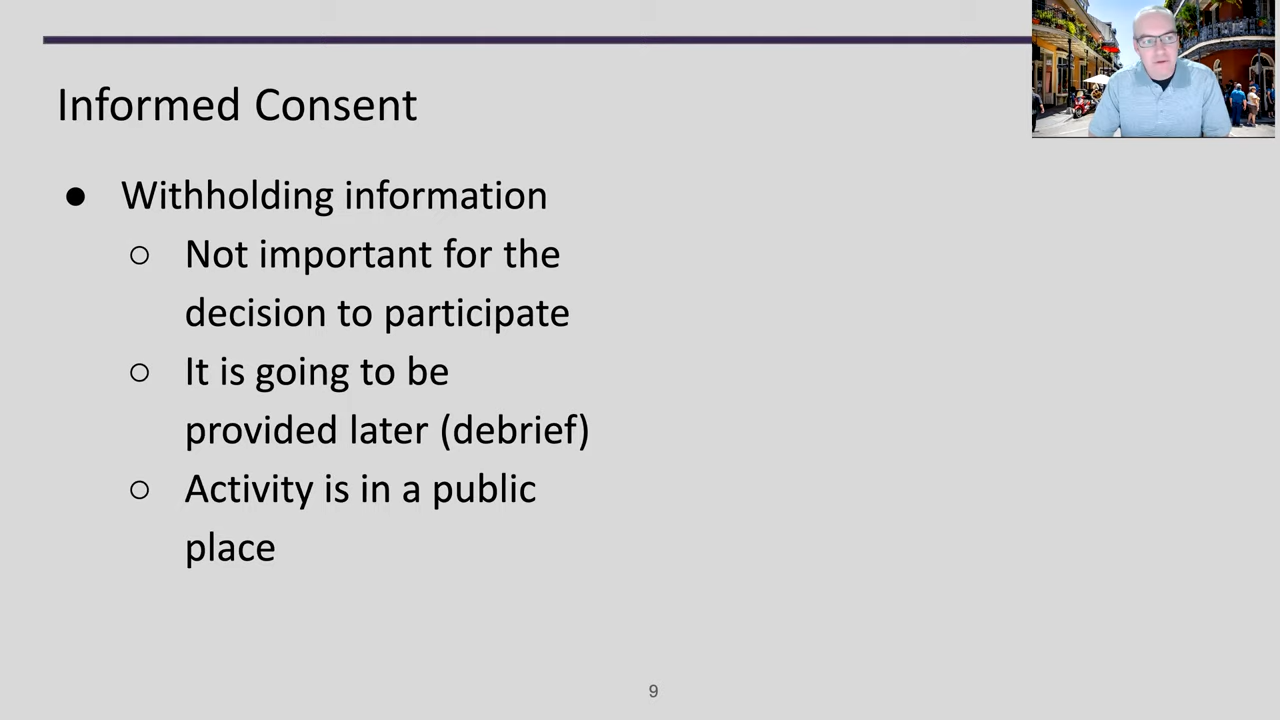 Informed Consent
● Withholding information
○ Not important for the
decision to participate
○ It is going to be
provided later (debrief)
○ Activity is in a public
place
9